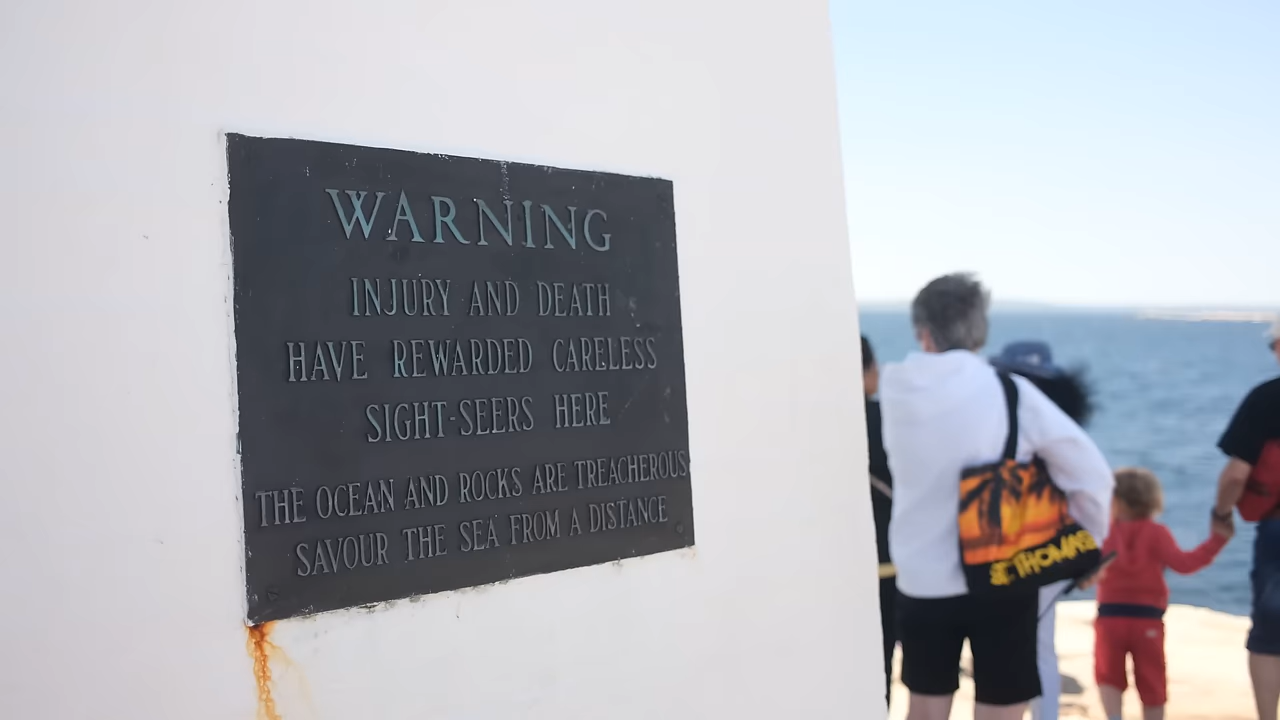 WARNING
INJURY AND DEATH
HAVE REWARDED CARELESS
SIGHT-SEERS HERE
THE OCEAN AND ROCKS ARE TREACHEROUS
SAVOUR THE SEA FROM A DISTANCE
ST. THOMAS